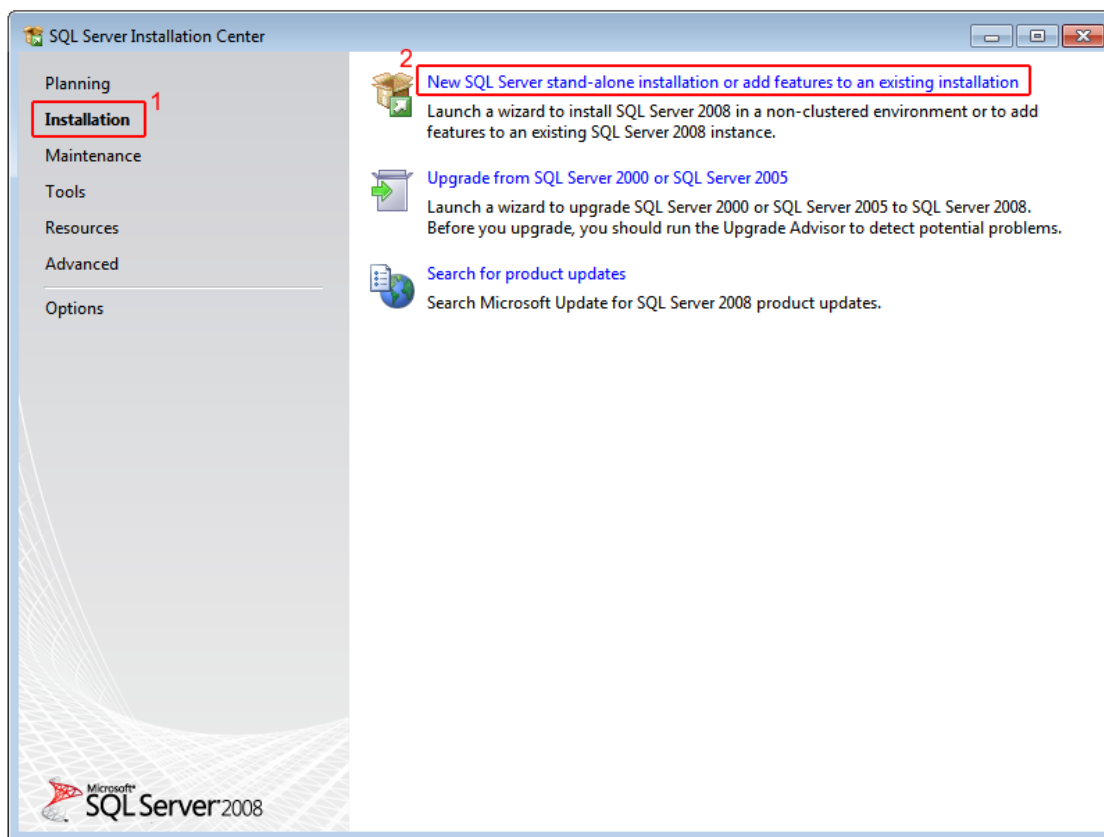 SQL Server Installation Center
Planning
1
Installation
Maintenance
Tools
Resources
Advanced
Options
2
New SQL Server stand-alone installation or add features to an existing installation
Launch a wizard to install SQL Server 2008 in a non-clustered environment or to add
features to an existing SQL Server 2008 instance.
Upgrade from SQL Server 2000 or SQL Server 2005
Launch a wizard to upgrade SQL Server 2000 or SQL Server 2005 to SQL Server 2008.
Before you upgrade, you should run the Upgrade Advisor to detect potential problems.
Search for product updates
Search Microsoft Update for SQL Server 2008 product updates.
Microsoft®
SQL Server®2008